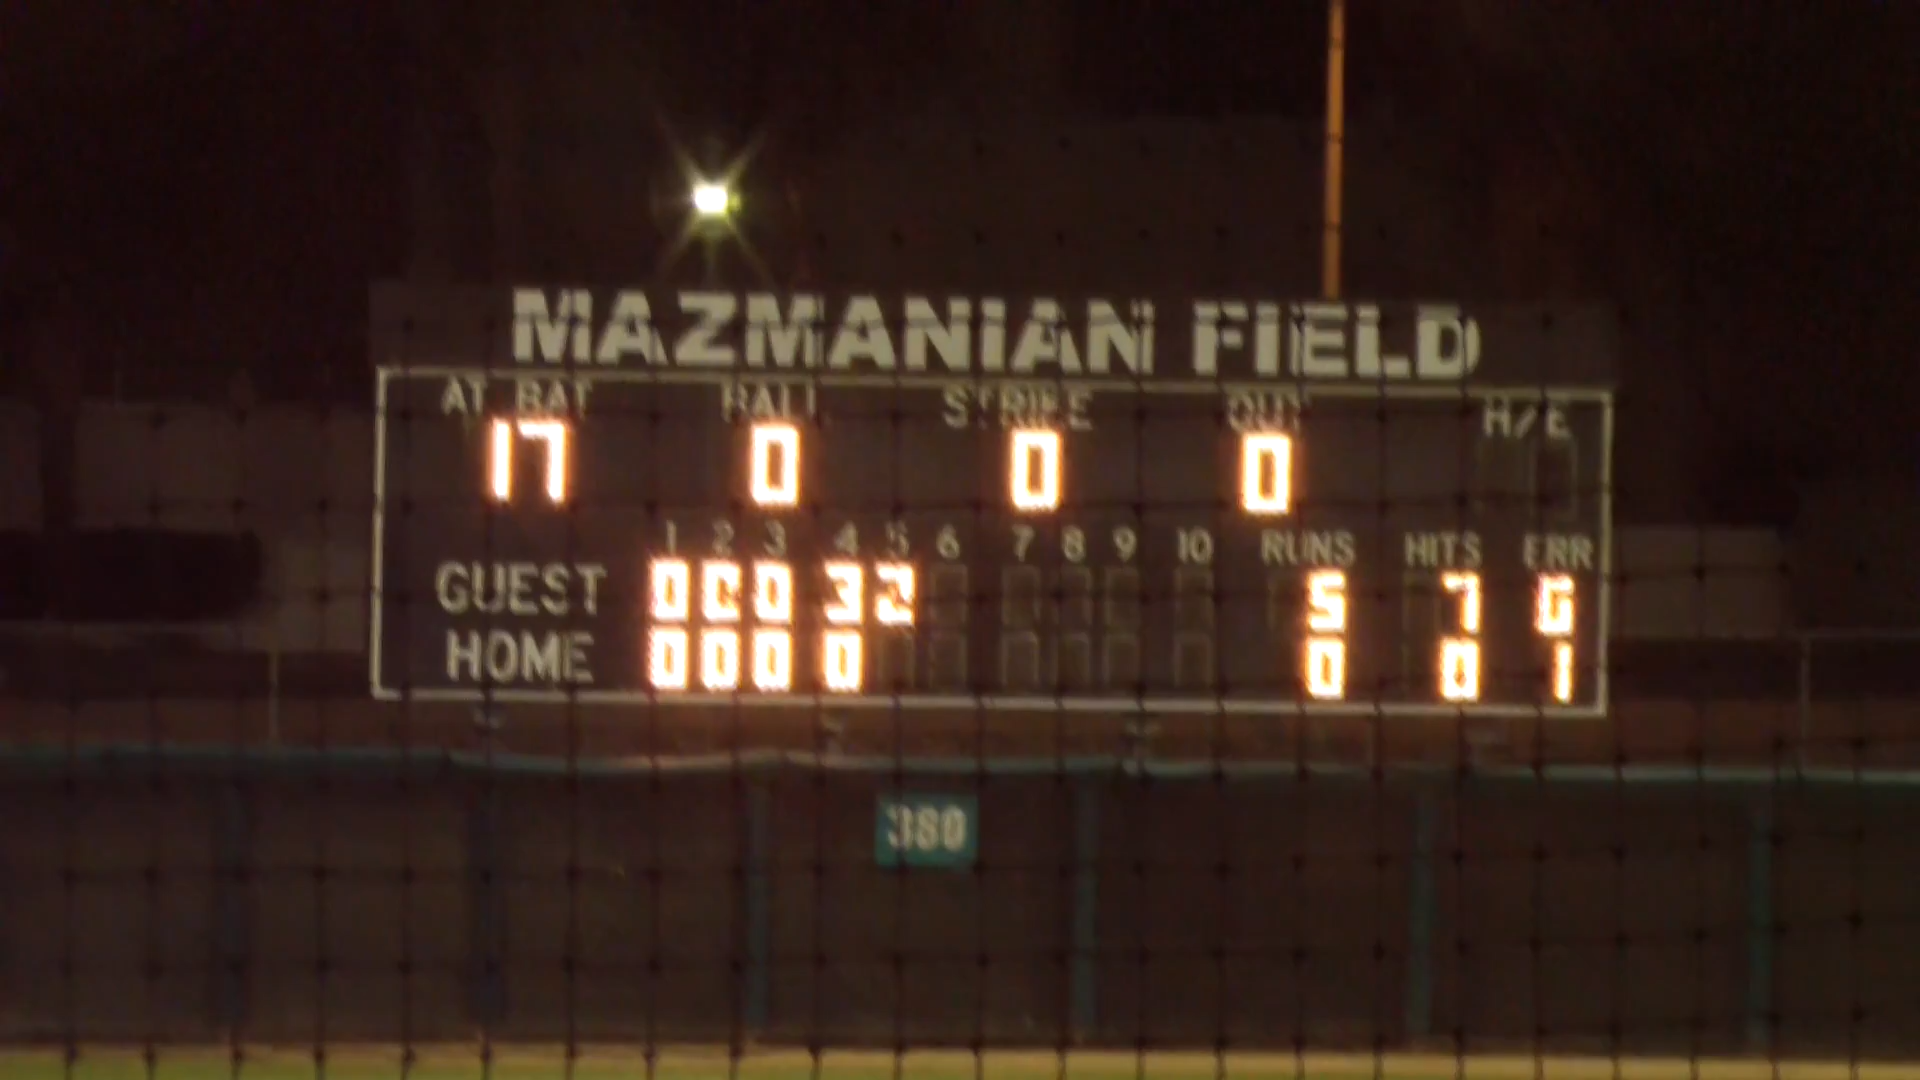 MAZMANIAN FIELD
AT BAT BALL STRIKE OUT H/E
17 0 0 0
1 2 3 4 5 6 7 8 9 10 RUNS HITS ERR
GUEST 0 0 0 3 2 5 7
HOME 0 0 0 0 0 0 1
380